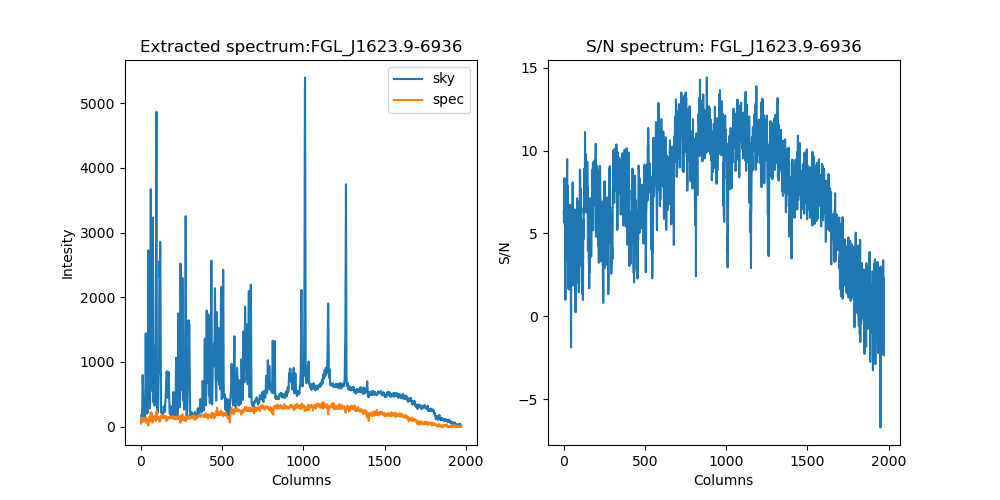 Extracted spectrum:FGL_J1623.9-6936
sky
spec
5000
4000
3000
2000
1000
0
Intesity
0 500 1000 1500 2000
Columns
S/N spectrum: FGL_J1623.9-6936
15
10
5
0
−5
S/N
0 500 1000 1500 2000
Columns